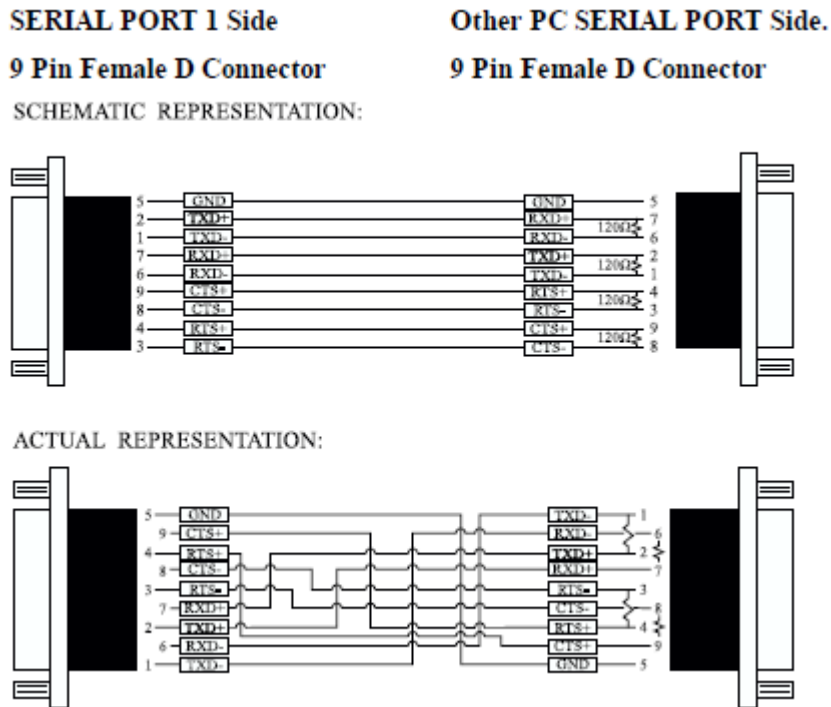 SERIAL PORT 1 Side Other PC SERIAL PORT Side.
9 Pin Female D Connector 9 Pin Female D Connector
SCHEMATIC REPRESENTATION:
5 GND GND 5
2 TXD+ RXD+ 7
120Ω
1 TXD- RXD- 6
7 RXD+ TXD+ 2
120Ω
6 RXD- TXD- 1
9 CTS+ RTS+ 4
120Ω
8 CTS- RTS- 3
4 RTS+ CTS+ 9
120Ω
3 RTS- CTS- 8
ACTUAL REPRESENTATION:
5 GND TXD- 1
9 CTS+ RXD- 6
4 RTS+ TXD+ 2
8 CTS- RXD+ 7
3 RTS- RTS- 3
7 RXD+ CTS- 8
2 TXD+ RTS+ 4
6 RXD- CTS+ 9
1 TXD- GND 5